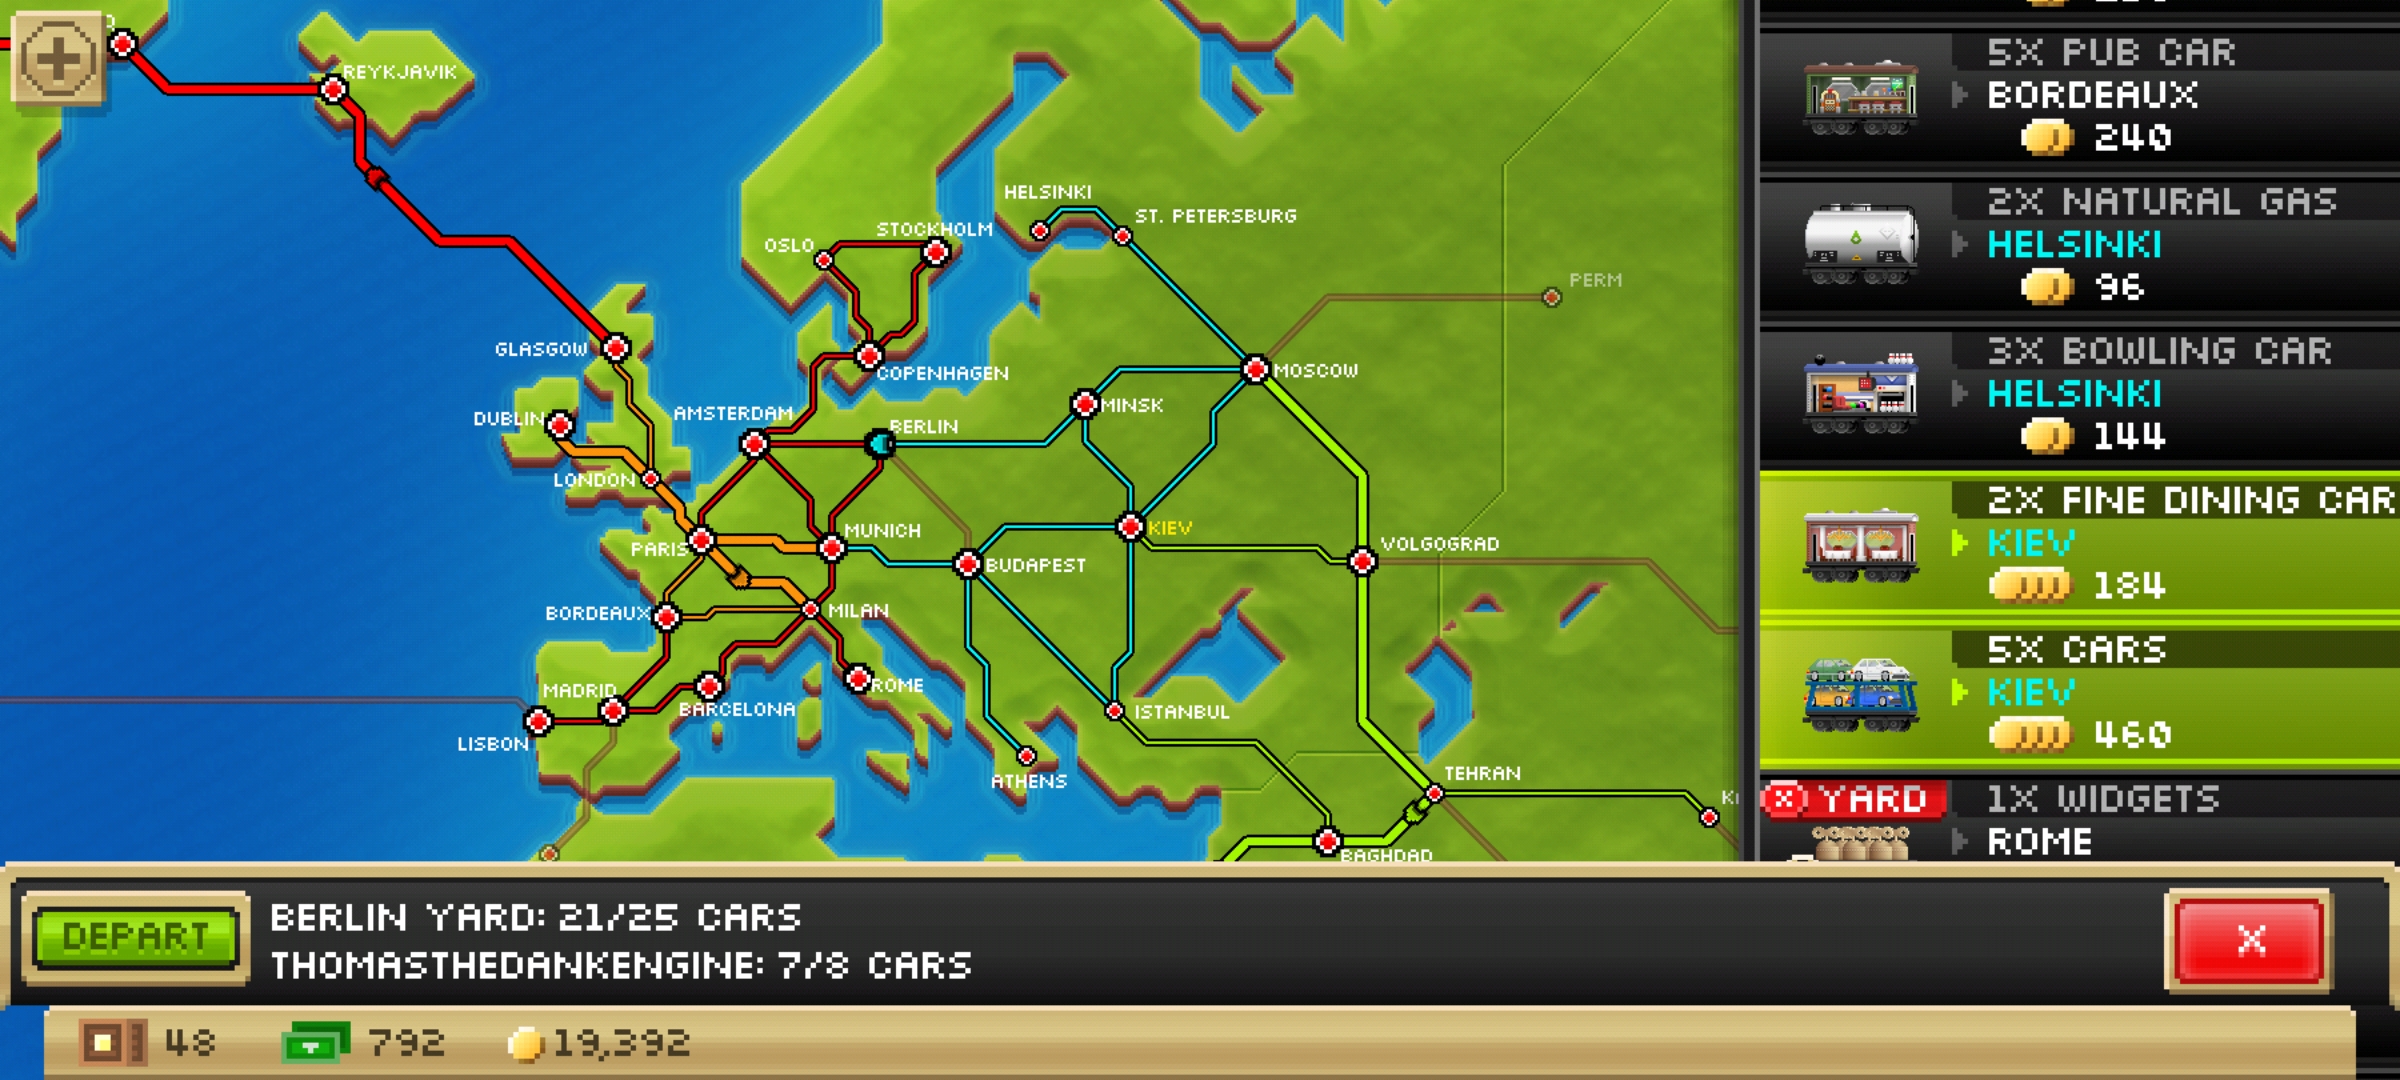 REYKJAVIK
HELSINKI
ST. PETERSBURG
STOCKHOLM
OSLO
PERM
GLASGOW
COPENHAGEN
MOSCOW
DUBLIN
AMSTERDAM
BERLIN
MINSK
LONDON
MUNICH
KIEV
PARIS
BUDAPEST
VOLGOGRAD
BORDEAUX
MILAN
MADRID
ROME
BARCELONA
ISTANBUL
LISBON
ATHENS
TEHRAN
BAGHDAD
5X PUB CAR
BORDEAUX
240
2X NATURAL GAS
HELSINKI
96
3X BOWLING CAR
HELSINKI
144
2X FINE DINING CAR
KIEV
184
5X CARS
KIEV
460
YARD
1X WIDGETS
ROME
DEPART
BERLIN YARD: 21/25 CARS
THOMASTHEDANKENGINE: 7/8 CARS
X
48
792
19,392